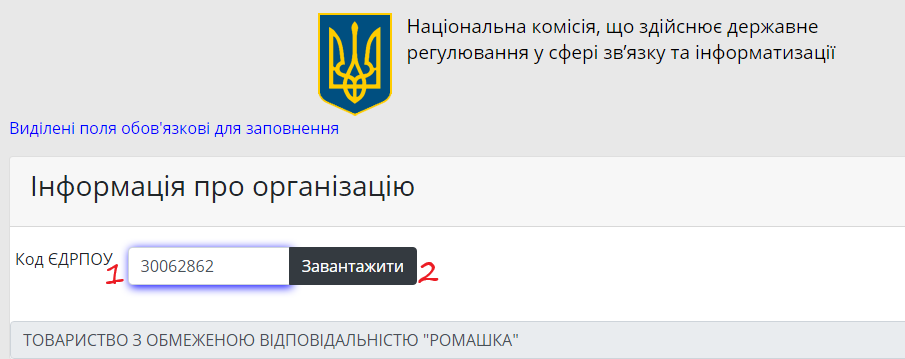 Національна комісія, що здійснює державне
регулювання у сфері зв’язку та інформатизації
Виділені поля обов'язкові для заповнення
Інформація про організацію
Код ЄДРПОУ 1 30062862 Завантажити 2
ТОВАРИСТВО З ОБМЕЖЕНОЮ ВІДПОВІДАЛЬНІСТЮ "РОМАШКА"